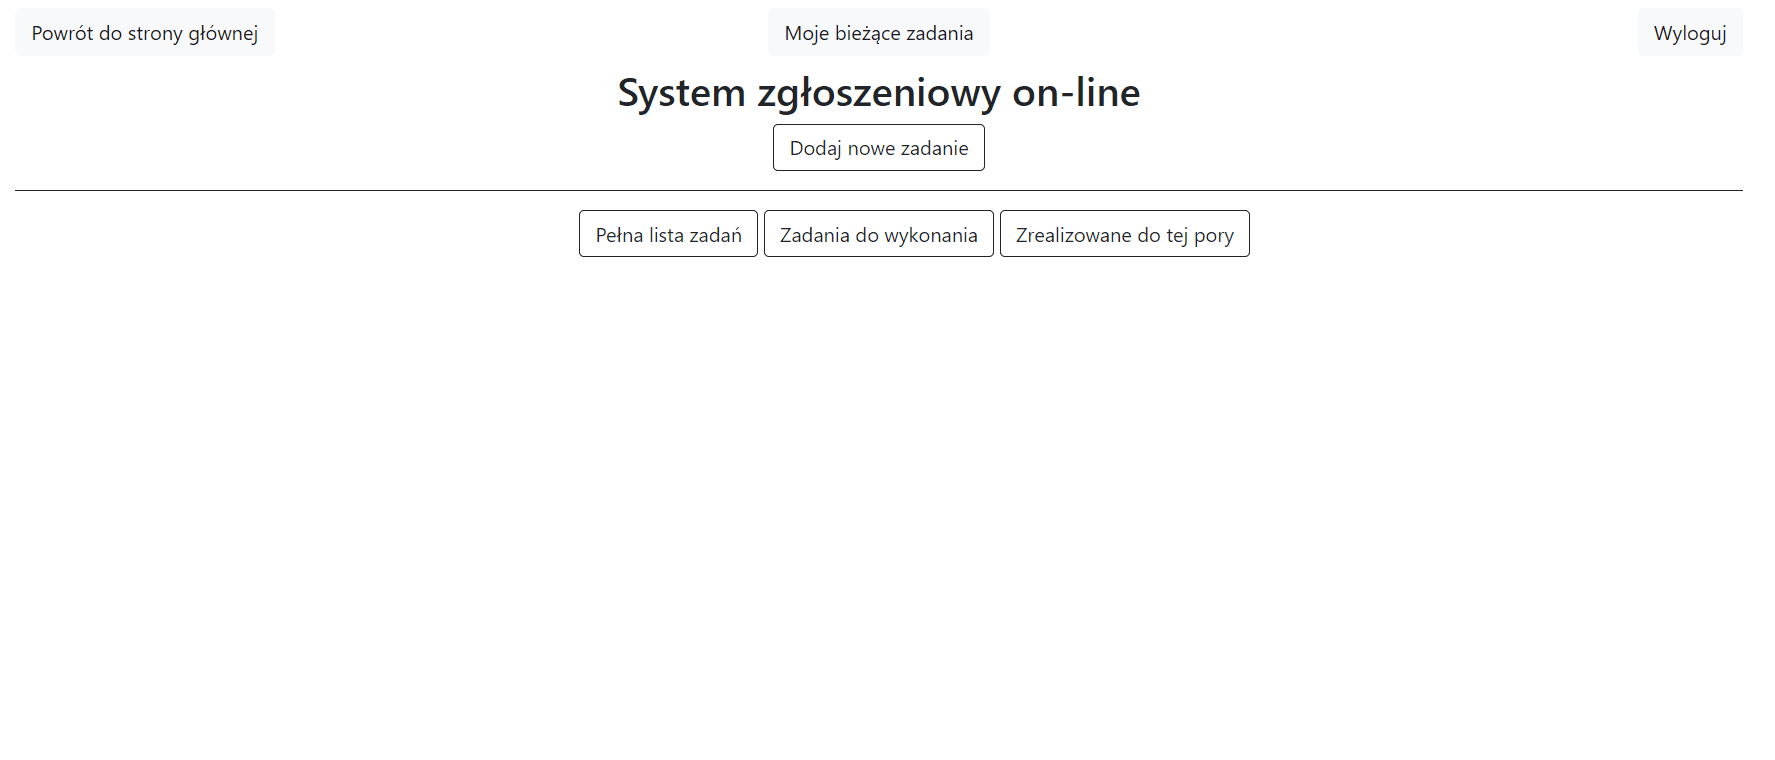 Powrót do strony głównej Moje bieżące zadania Wyloguj
System zgłoszeniowy on-line
Dodaj nowe zadanie
Pełna lista zadań Zadania do wykonania Zrealizowane do tej pory